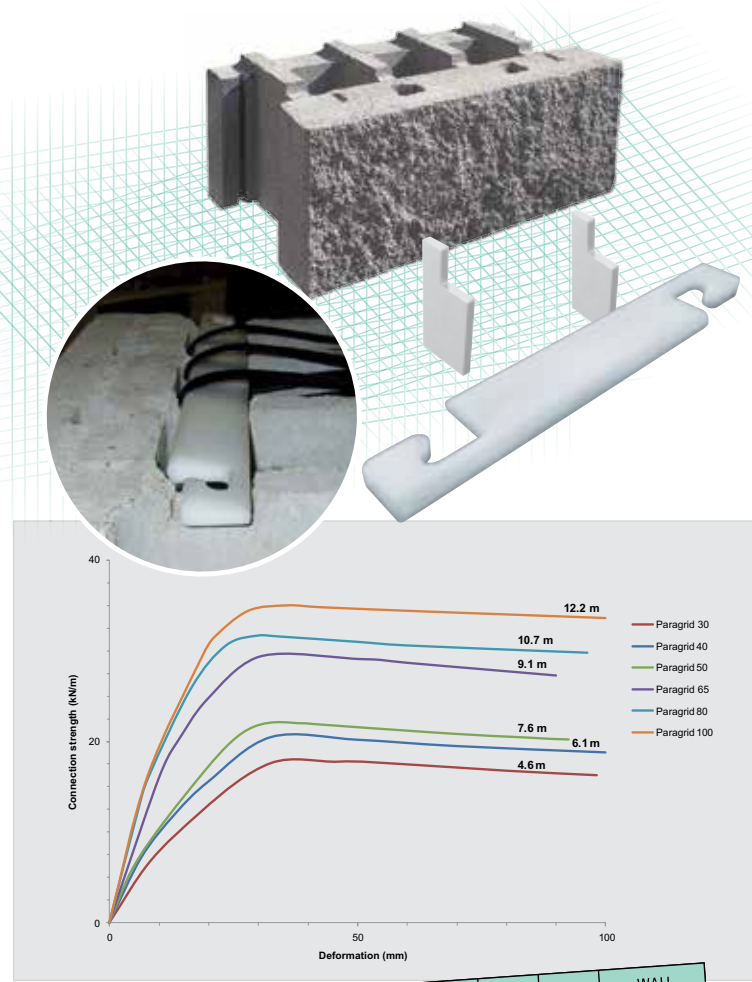 40
12.2 m
10.7 m
9.1 m
7.6 m
6.1 m
4.6 m
Paragrid 30
Paragrid 40
Paragrid 50
Paragrid 65
Paragrid 80
Paragrid 100
Connection strength (kN/m)
20
0
0
50
100
Deformation (mm)
WALL